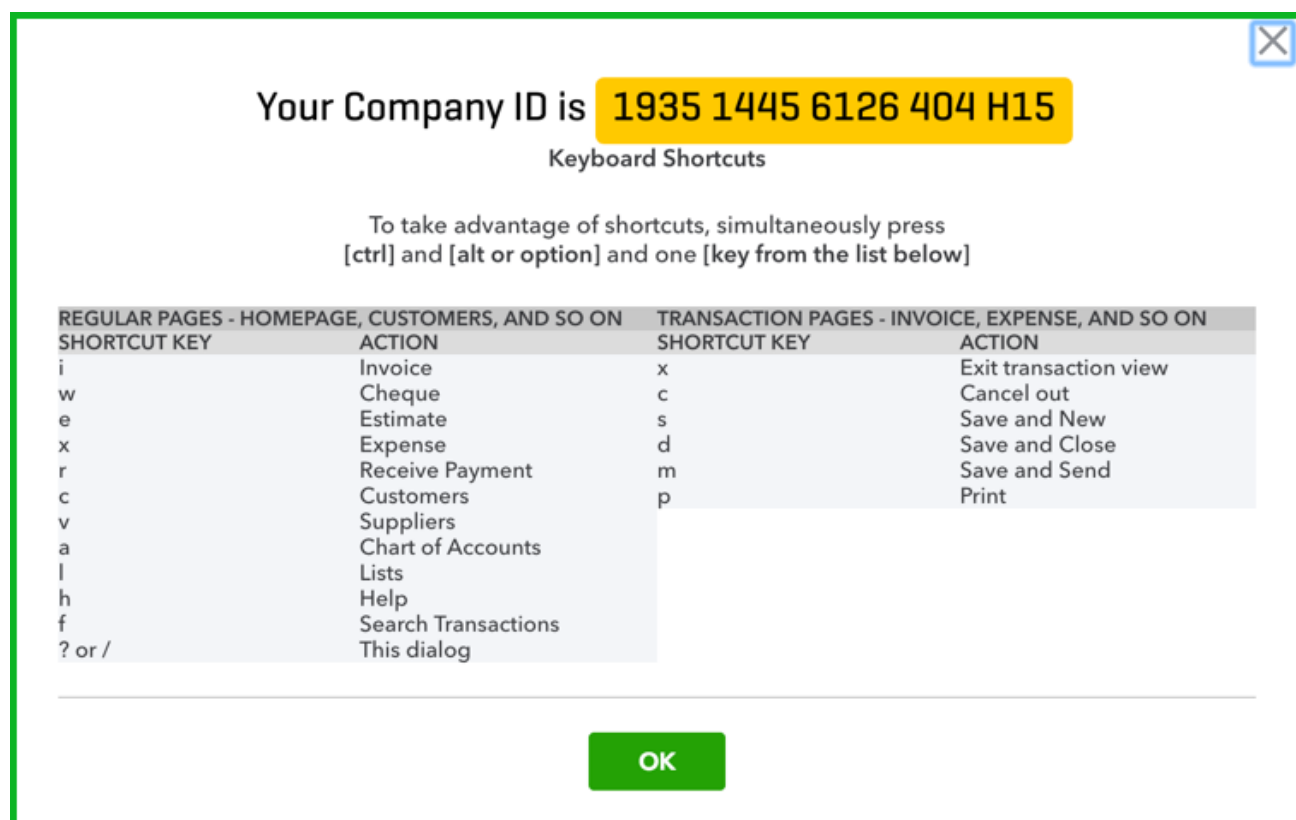 Your Company ID is 1935 1445 6126 404 H15
Keyboard Shortcuts
To take advantage of shortcuts, simultaneously press
[ctrl] and [alt or option] and one [key from the list below]
REGULAR PAGES - HOMEPAGE, CUSTOMERS, AND SO ON TRANSACTION PAGES - INVOICE, EXPENSE, AND SO ON
SHORTCUT KEY ACTION SHORTCUT KEY ACTION
i Invoice x Exit transaction view
w Cheque c Cancel out
e Estimate s Save and New
x Expense d Save and Close
r Receive Payment m Save and Send
c Customers p Print
v Suppliers
a Chart of Accounts
l Lists
h Help
f Search Transactions
? or / This dialog
OK